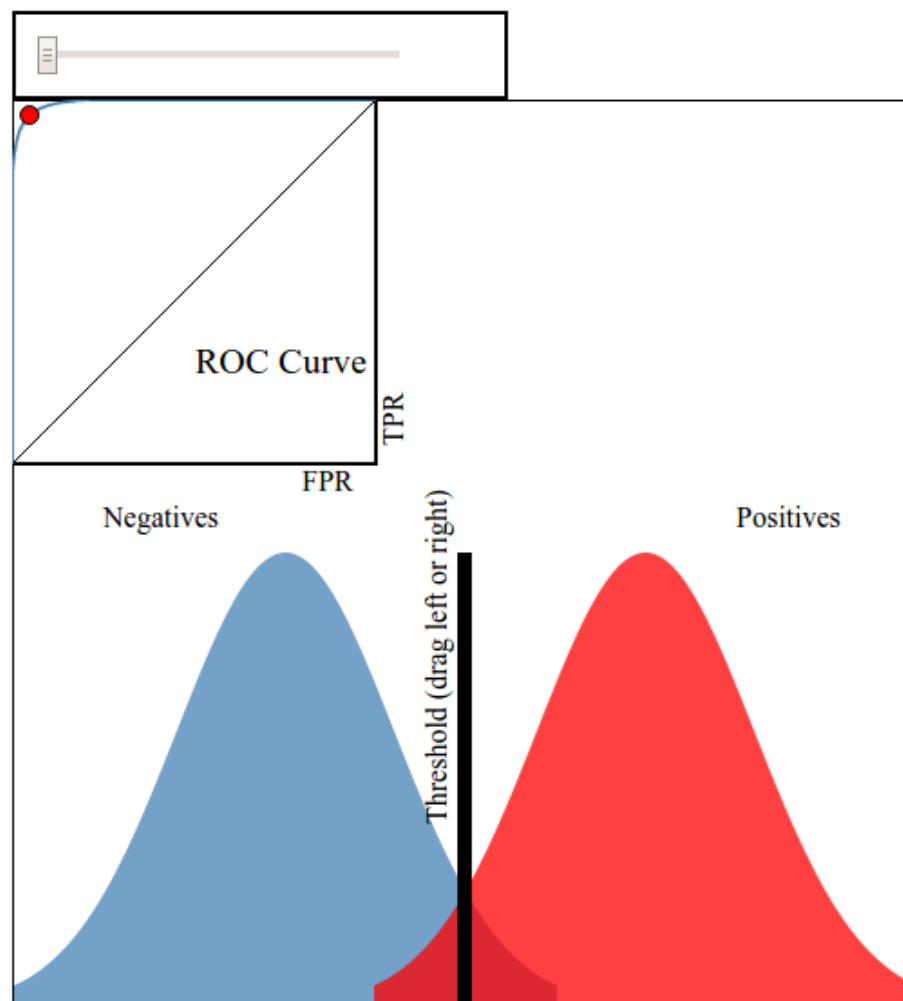 ROC Curve
TPR
FPR
Negatives
Threshold (drag left or right)
Positives